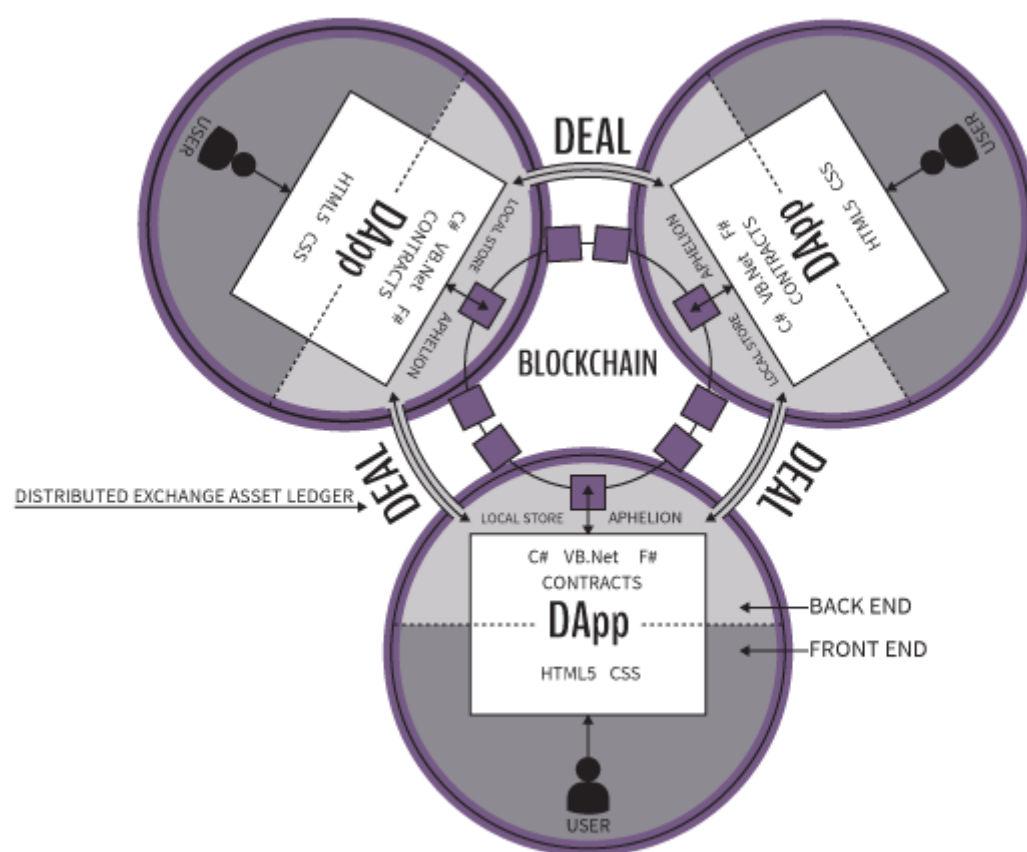 DEAL
USER
HTML5 CSS
DApp
C# VB.Net F#
CONTRACTS
LOCAL STORE
APHELION
USER
HTML5 CSS
DApp
C# VB.Net F#
CONTRACTS
APHELION
LOCAL STORE
BLOCKCHAIN
DEAL
DEAL
DISTRIBUTED EXCHANGE ASSET LEDGER
LOCAL STORE APHELION
C# VB.Net F#
CONTRACTS
DApp
HTML5 CSS
USER
BACK END
FRONT END